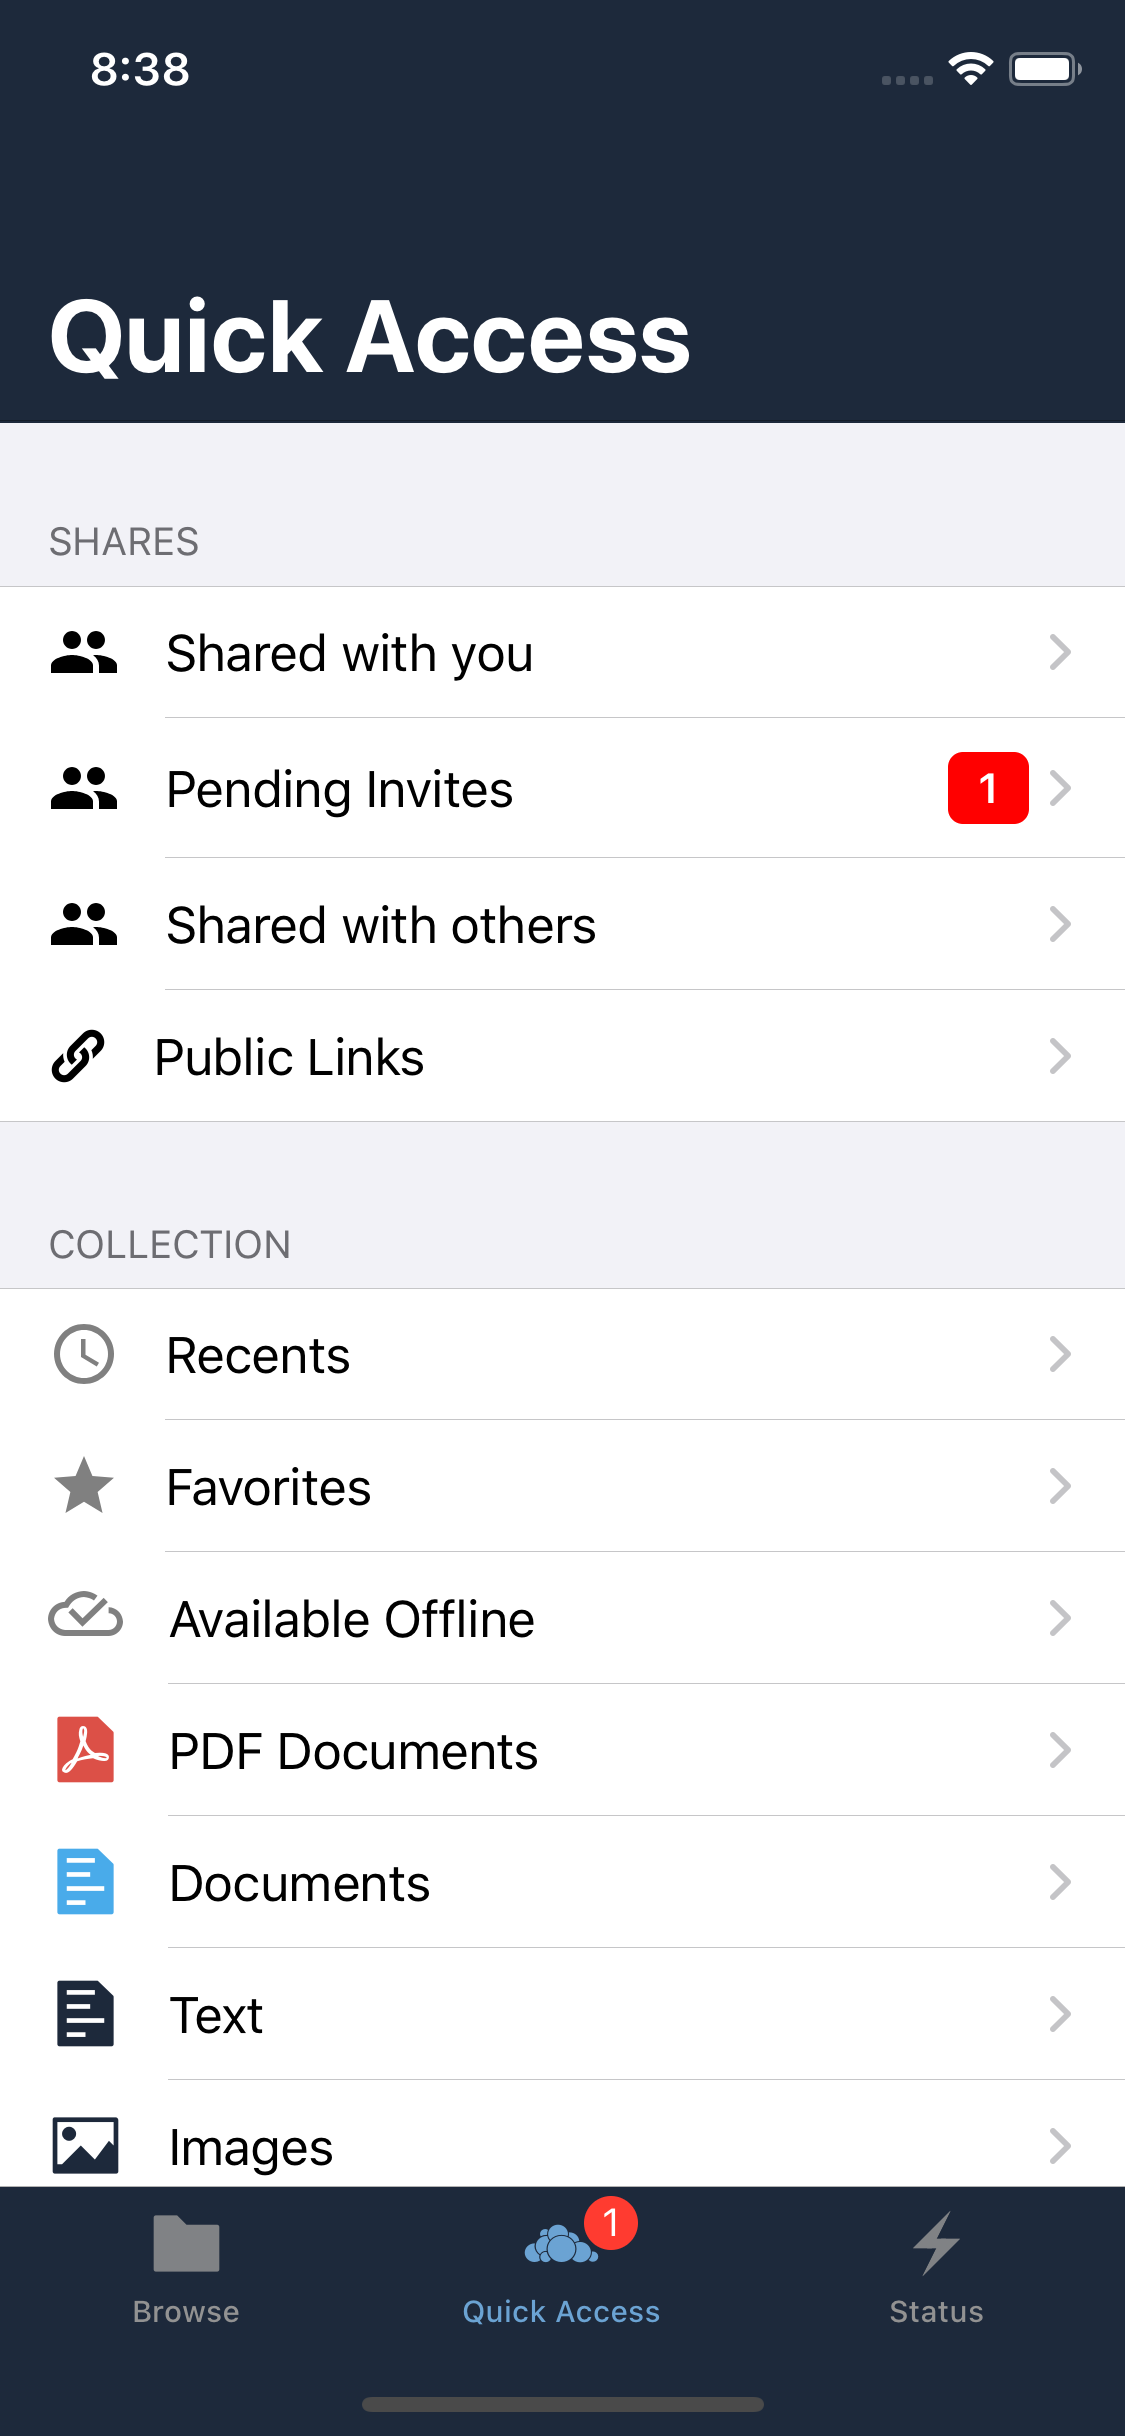 8:38
Quick Access
SHARES
Shared with you
Pending Invites
1
Shared with others
Public Links
COLLECTION
Recents
Favorites
Available Offline
PDF Documents
Documents
Text
Images
1
Browse
Quick Access
Status